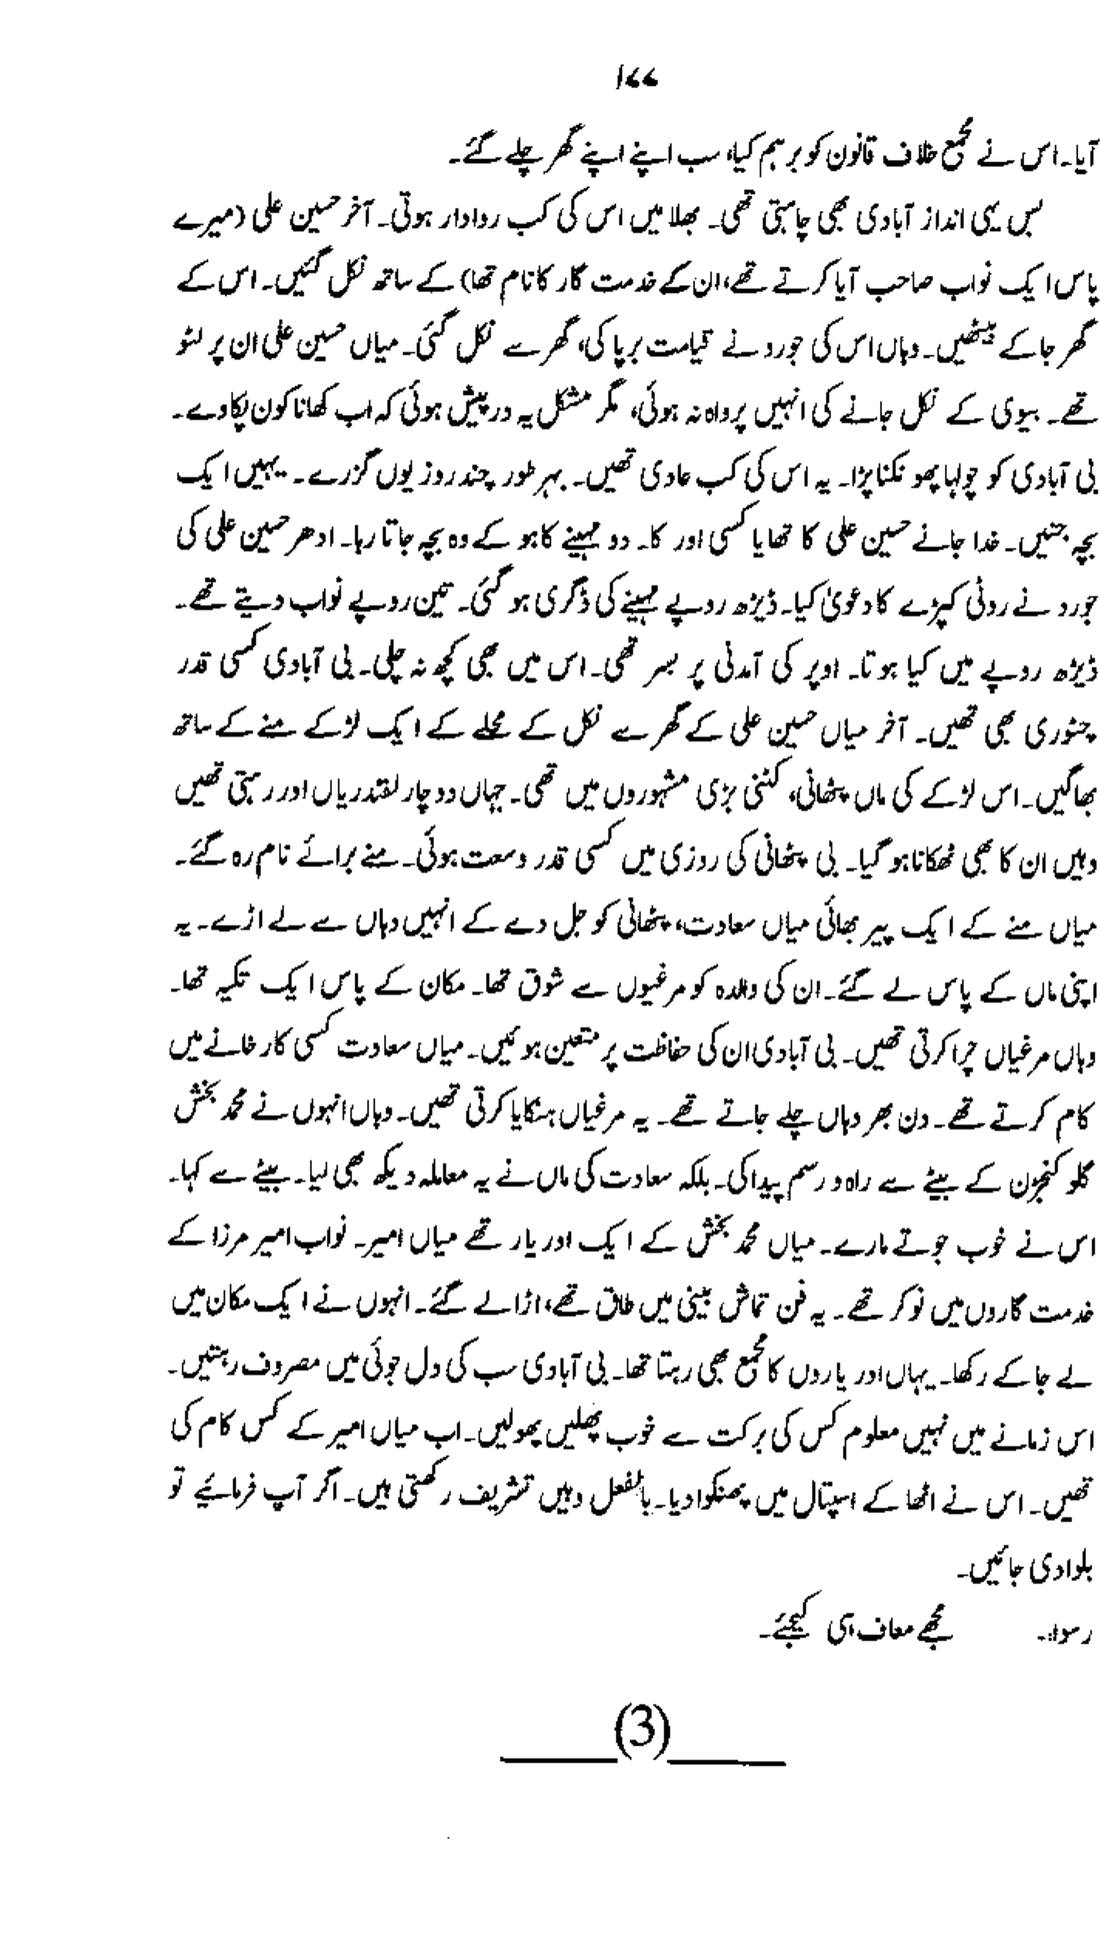 ۱۷۷
آیا۔ اس نے مجمع خلاف قانون کو برہم کیا، سب اپنے اپنے گھر چلے گئے۔
بس یہی انداز آبادی بھی چاہتی تھی۔ بھلا میں اس کی کب روادار ہوتی۔ آخر حسین علی (میرے
پاس ایک نواب صاحب آیا کرتے تھے، ان کے خدمت گار کا نام تھا) کے ساتھ نکل گئیں۔ اس کے
گھر جا کے بیٹھیں۔ وہاں اس کی جورو نے قیامت برپا کی، گھر سے نکل گئی۔ میاں حسین علی ان پر لٹو
تھے۔ بیوی کے نکل جانے کی انہیں پرواہ نہ ہوئی، مگر مشکل یہ درپیش ہوئی کہ اب کھانا کون پکاوے۔
بی آبادی کو چولہا پھونکنا پڑا۔ یہ اس کی کب عادی تھیں۔ بہر طور چند روز یوں گزرے۔ یہیں ایک
بچہ جنیں۔ خدا جانے حسین علی کا تھا یا کسی اور کا۔ دو مہینے کا ہو کے وہ بچہ جاتا رہا۔ ادھر حسین علی کی
جورو نے روٹی کپڑے کا دعویٰ کیا۔ ڈیڑھ روپے مہینے کی ڈگری ہو گئی۔ تین روپے نواب دیتے تھے۔
ڈیڑھ روپے میں کیا ہوتا۔ اوپر کی آمدنی پر بسر تھی۔ اس میں بھی کچھ نہ چلی۔ بی آبادی کسی قدر
چٹوری بھی تھیں۔ آخر میاں حسین علی کے گھر سے نکل کے محلے کے ایک لڑکے منے کے ساتھ
بھاگیں۔ اس لڑکے کی ماں پٹھانی، کٹنی بڑی مشہوروں میں تھی۔ جہاں دو چار لقندریاں اور رہتی تھیں
وہیں ان کا بھی ٹھکانا ہو گیا۔ بی پٹھانی کی روزی میں کسی قدر وسعت ہوئی۔ منے برائے نام رہ گئے۔
میاں منے کے ایک پیر بھائی میاں سعادت، پٹھانی کو جل دے کے انہیں وہاں سے لے اڑے۔ یہ
اپنی ماں کے پاس لے گئے۔ ان کی والدہ کو مرغیوں سے شوق تھا۔ مکان کے پاس ایک تکیہ تھا۔
وہاں مرغیاں چرا کرتی تھیں۔ بی آبادی ان کی حفاظت پر متعین ہوئیں۔ میاں سعادت کسی کارخانے میں
کام کرتے تھے۔ دن بھر وہاں چلے جاتے تھے۔ یہ مرغیاں ہنکایا کرتی تھیں۔ وہاں انہوں نے محمد بخش
گلو کنجڑن کے بیٹے سے راہ و رسم پیدا کی۔ بلکہ سعادت کی ماں نے یہ معاملہ دیکھ بھی لیا۔ بیٹے سے کہا۔
اس نے خوب جوتے مارے۔ میاں محمد بخش کے ایک اور یار تھے میاں امیر۔ نواب امیر مرزا کے
خدمت گاروں میں نوکر تھے۔ یہ فن تماش بینی میں طاق تھے، اڑا لے گئے۔ انہوں نے ایک مکان میں
لے جا کے رکھا۔ یہاں اور یاروں کا مجمع بھی رہتا تھا۔ بی آبادی سب کی دل جوئی میں مصروف رہتیں۔
اس زمانے میں نہیں معلوم کس کی برکت سے خوب پھلیں پھولیں۔ اب میاں امیر کے کس کام کی
تھیں۔ اس نے اٹھا کے اسپتال میں پھنکوا دیا۔ بالفعل وہیں تشریف رکھتی ہیں۔ اگر آپ فرمائیے تو
بلوا دی جائیں۔
رسوا۔ مجھے معاف ہی کیجئے۔
(3)